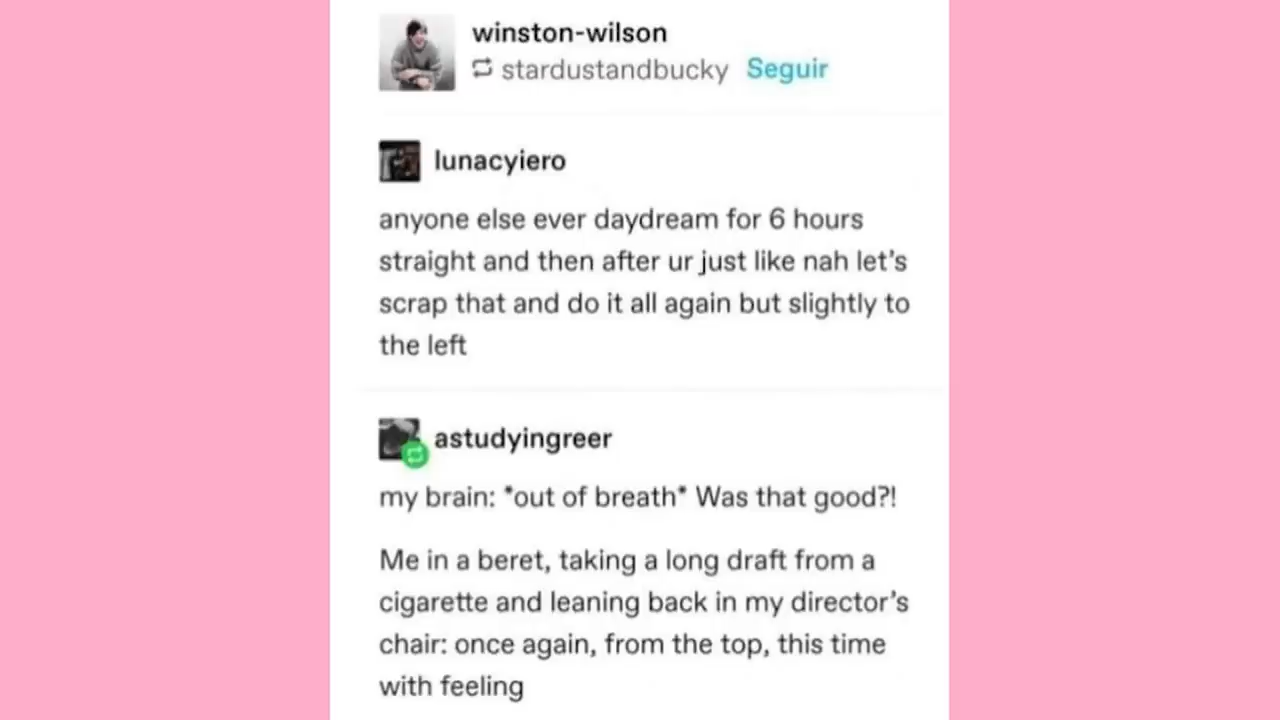 winston-wilson
stardustandbucky Seguir
lunacyiero
anyone else ever daydream for 6 hours
straight and then after ur just like nah let's
scrap that and do it all again but slightly to
the left
astudyingreer
my brain: *out of breath* Was that good?!
Me in a beret, taking a long draft from a
cigarette and leaning back in my director's
chair: once again, from the top, this time
with feeling